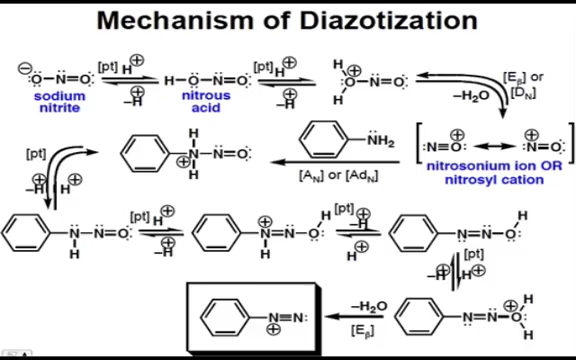 Mechanism of Diazotization
⊖:Ö–N̈=Ö: [pt] H⊕ –H⊕ H–Ö–N̈=Ö: [pt] H⊕ –H⊕ H–O⊕(H)–N̈=Ö: –H₂O [Eβ] or
sodium nitrite nitrous acid [DN]
[:N≡O⊕: ↔ ⊕N̈=Ö:]
nitrosonium ion OR
nitrosyl cation
N̈H₂
[AN] or [AdN]
H N⊕ H –N̈=Ö:
[pt] –H⊕ H⊕
N̈ H –N̈=Ö: [pt] H⊕ –H⊕ N⊕ H =N̈–Ö: H [pt] –H⊕ H⊕ N̈=N̈–Ö: H
[pt] –H⊕ H⊕
N≡N: ⊕ –H₂O [Eβ] N̈=N̈–O⊕: H H